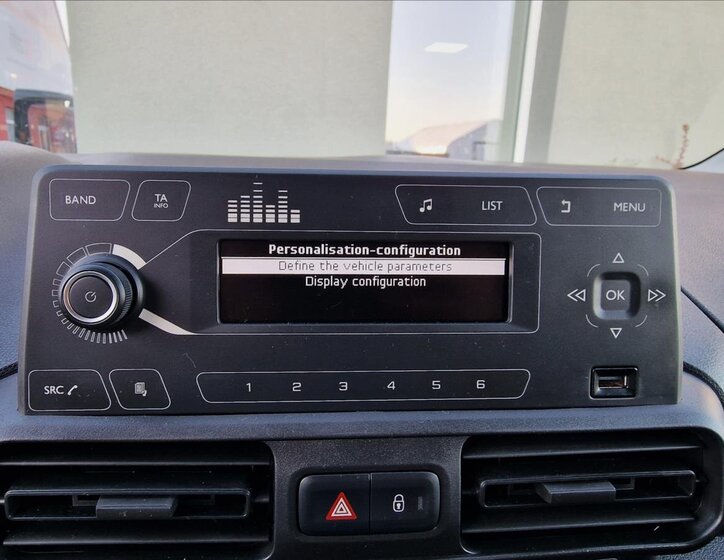 BAND
TA
INFO
LIST
MENU
Personalisation-configuration
Define the vehicle parameters
Display configuration
OK
SRC
1 2 3 4 5 6